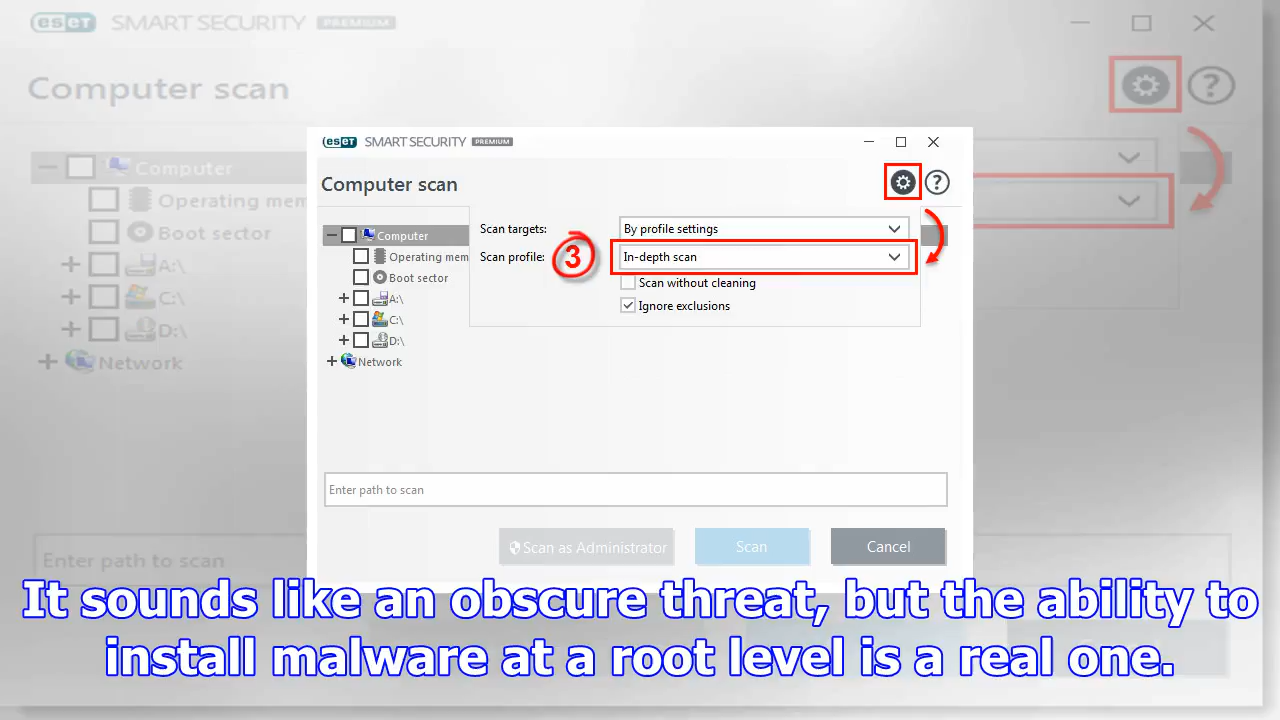 eset SMART SECURITY PREMIUM
Computer scan
?
Computer
Operating mem
Boot sector
A:\
C:\
D:\
Network
Enter path to scan
eset SMART SECURITY PREMIUM
Computer scan
?
Scan targets: By profile settings
Scan profile: 3 In-depth scan
Scan without cleaning
Ignore exclusions
Computer
Operating mem
Boot sector
A:\
C:\
D:\
Network
Enter path to scan
Scan as Administrator Scan Cancel
It sounds like an obscure threat, but the ability to
install malware at a root level is a real one.